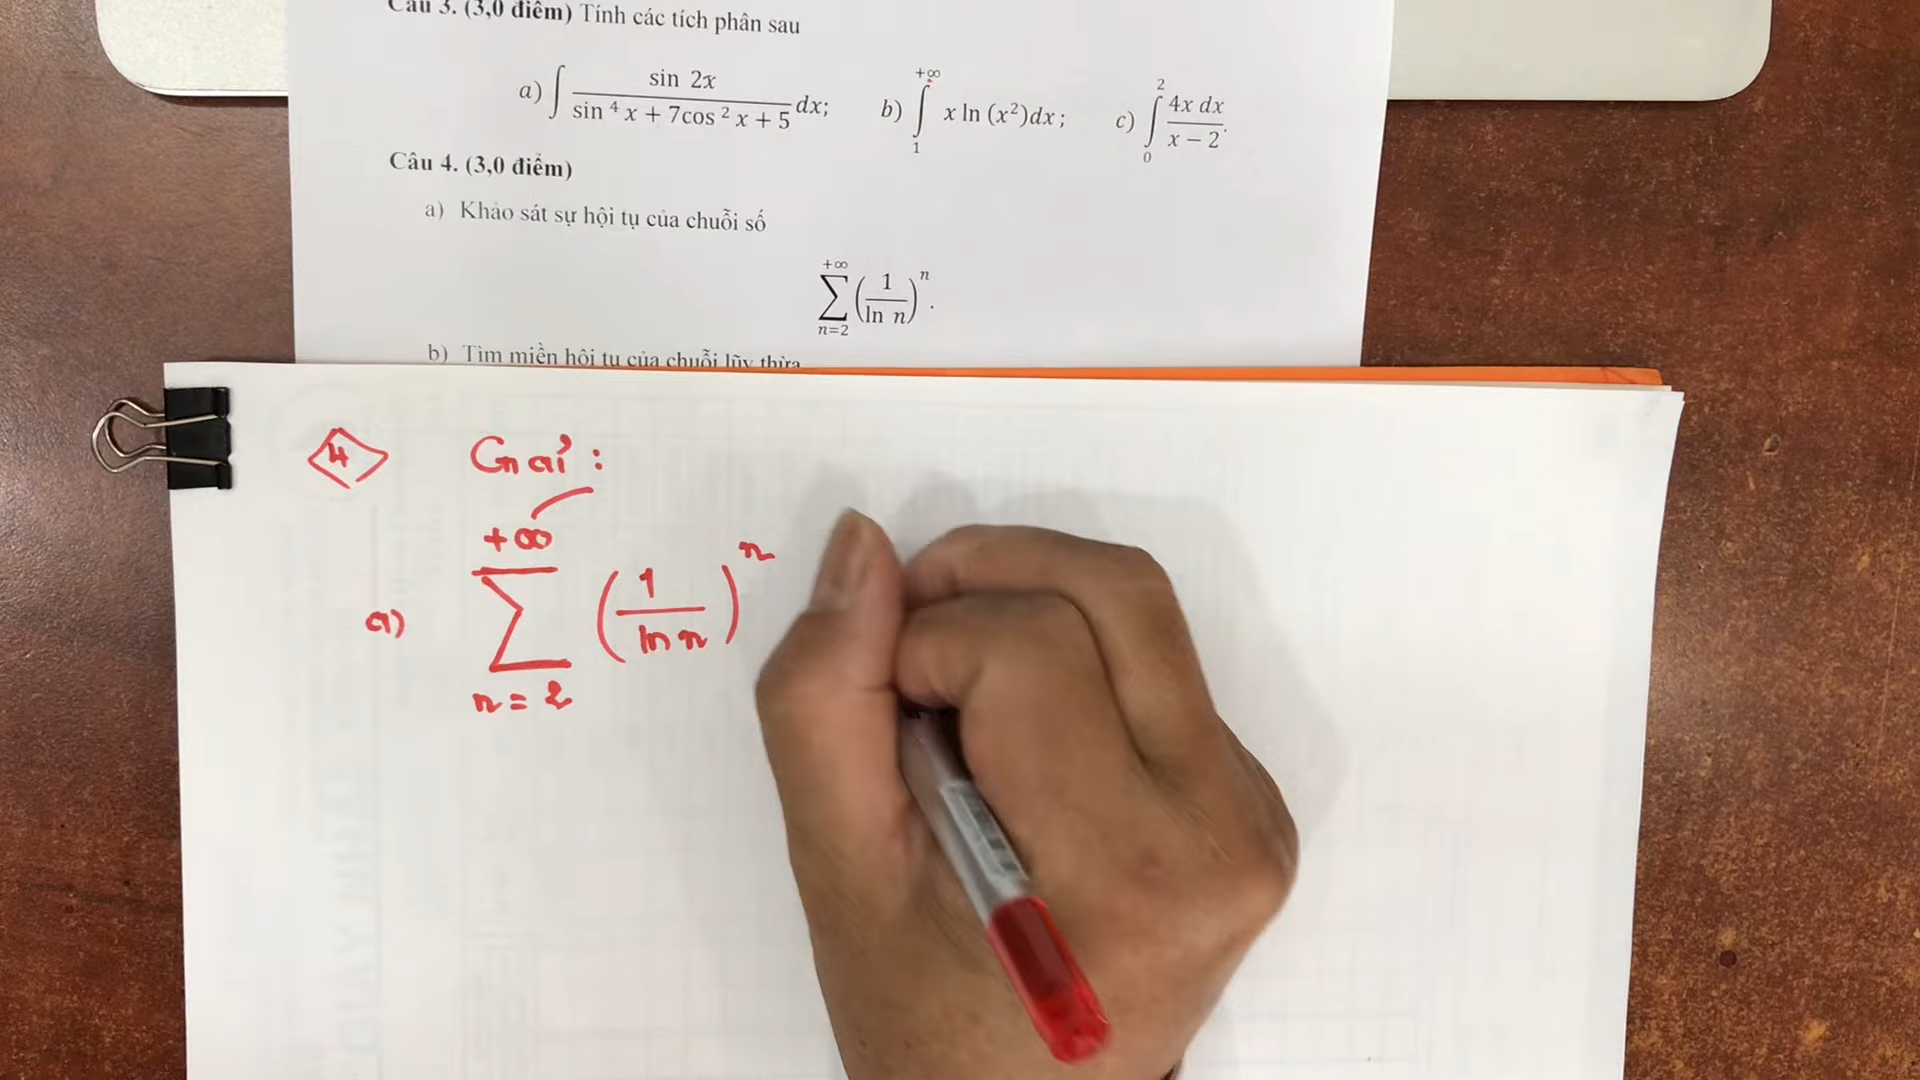 Câu 3. (3,0 điểm) Tính các tích phân sau
a) ∫ sin 2x / (sin⁴x + 7cos²x + 5) dx; b) ∫₁^{+∞} x ln (x²)dx ; c) ∫₀² 4x dx / (x − 2).
Câu 4. (3,0 điểm)
a) Khảo sát sự hội tụ của chuỗi số
∑_{n=2}^{+∞} (1 / ln n)ⁿ.
b) Tìm miền hội tụ của chuỗi lũy thừa
4 Giải :
a) ∑_{n=2}^{+∞} (1 / ln n)ⁿ